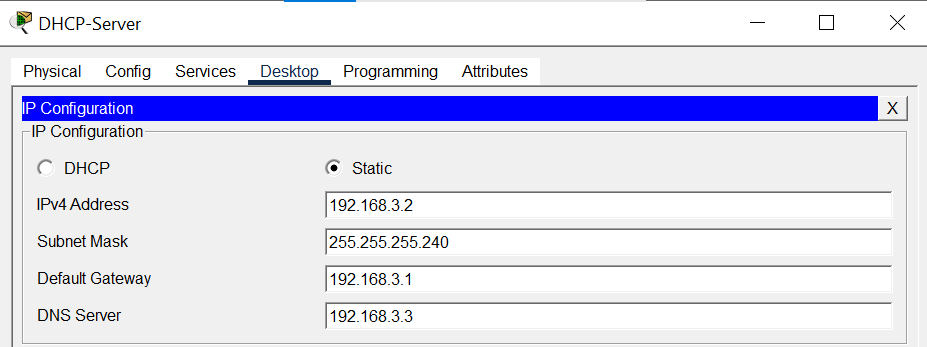 DHCP-Server
Physical Config Services Desktop Programming Attributes
IP Configuration X
IP Configuration
DHCP Static
IPv4 Address 192.168.3.2
Subnet Mask 255.255.255.240
Default Gateway 192.168.3.1
DNS Server 192.168.3.3